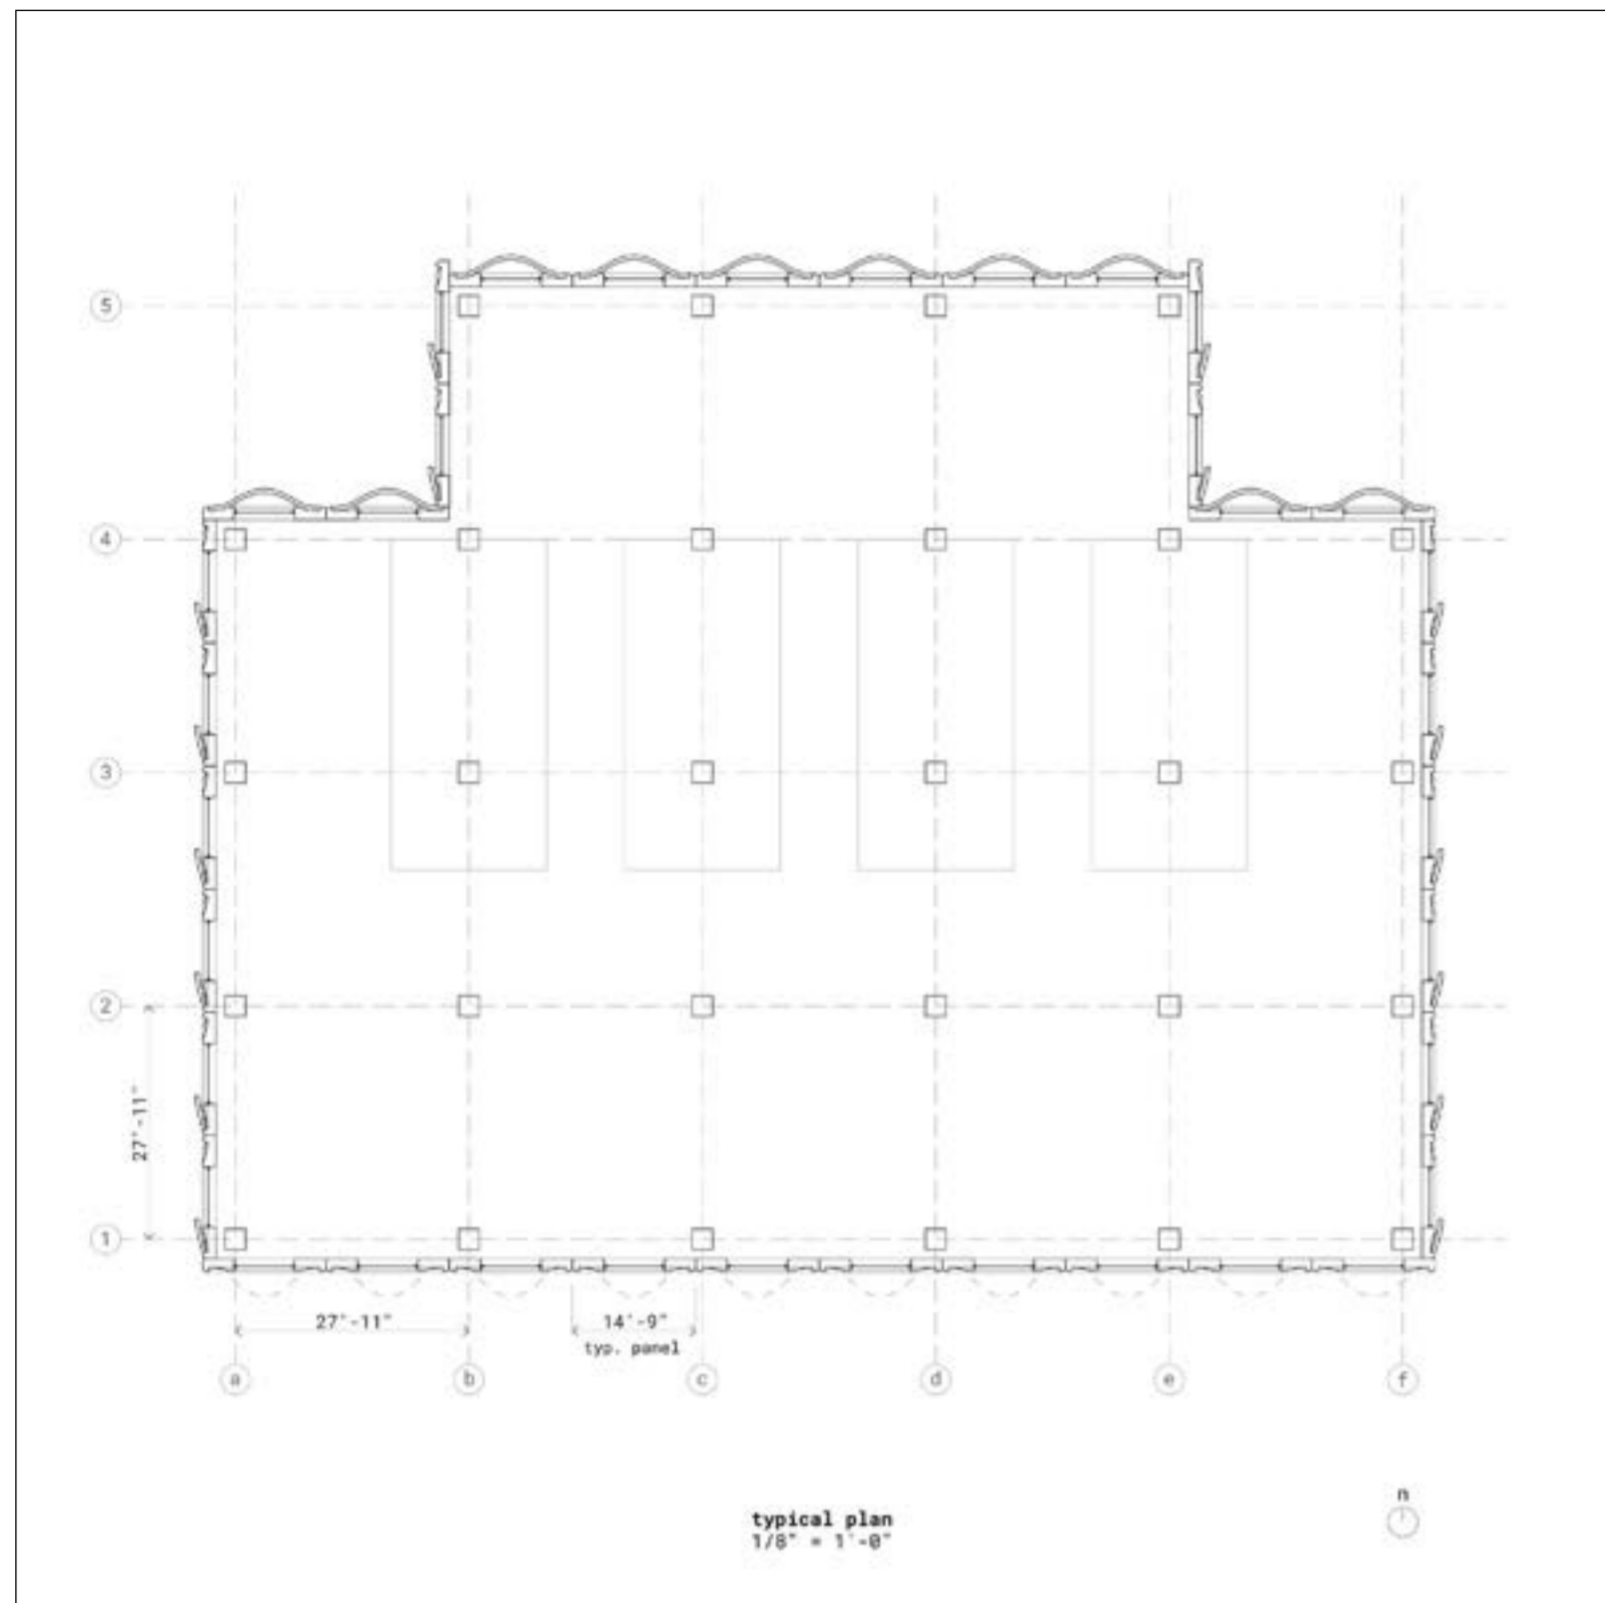 5
4
3
2
27'-11"
1
27'-11"
14'-9"
typ. panel
a
b
c
d
e
f
n
typical plan
1/8" = 1'-0"